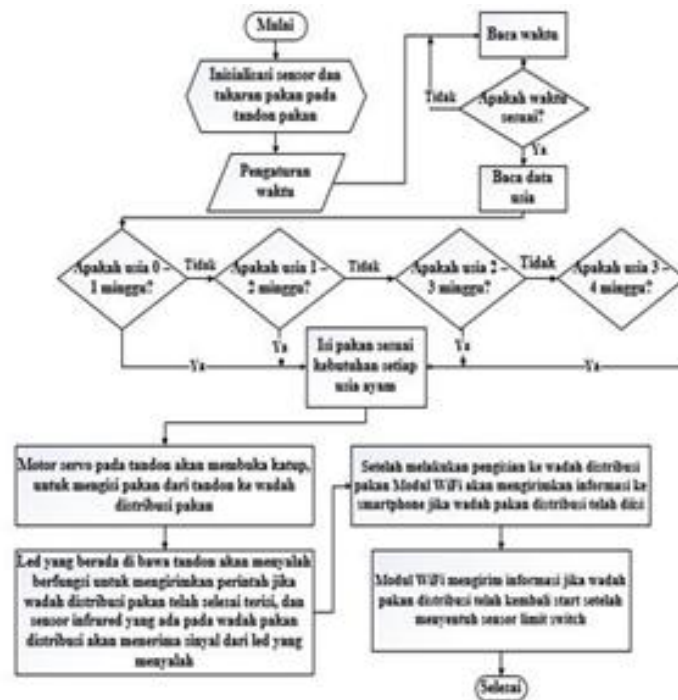 Mulai
Inisialicasi sensor dan
takaran pakan pada
tandon pakan
Pengaturan
waktu
Baca waktu
Tidak
Apakah waktu
sesuai?
Ya
Baca data
usia
Apakah usia 0 –
1 minggu?
Tidak
Apakah usia 1 –
2 minggu?
Tidak
Apakah usia 2 –
3 minggu?
Tidak
Apakah usia 3 –
4 minggu?
Ya
Ya
Ya
Ya
Isi pakan sesuai
kebutuhan setiap
usia ayam
Motor servo pada tandon akan membuka katup,
untuk mengisi pakan dari tandon ke wadah
distribusi pakan
Led yang berada di bawa tandon akan menyalah
berfungsi untuk mengirimkan perintah jika
wadah distribusi pakan telah selesai terisi, dan
sensor infrared yang ada pada wadah pakan
distribusi akan menerima sinyal dari led yang
menyalah
Setelah melakukan pengisian ke wadah distribusi
pakan Modul WiFi akan mengirimkan informasi ke
smartphone jika wadah pakan distribusi telah diisi
Modul WiFi mengirim informasi jika wadah
pakan distribusi telah kembali start setelah
menyentuh sensor limit switch
Selesai